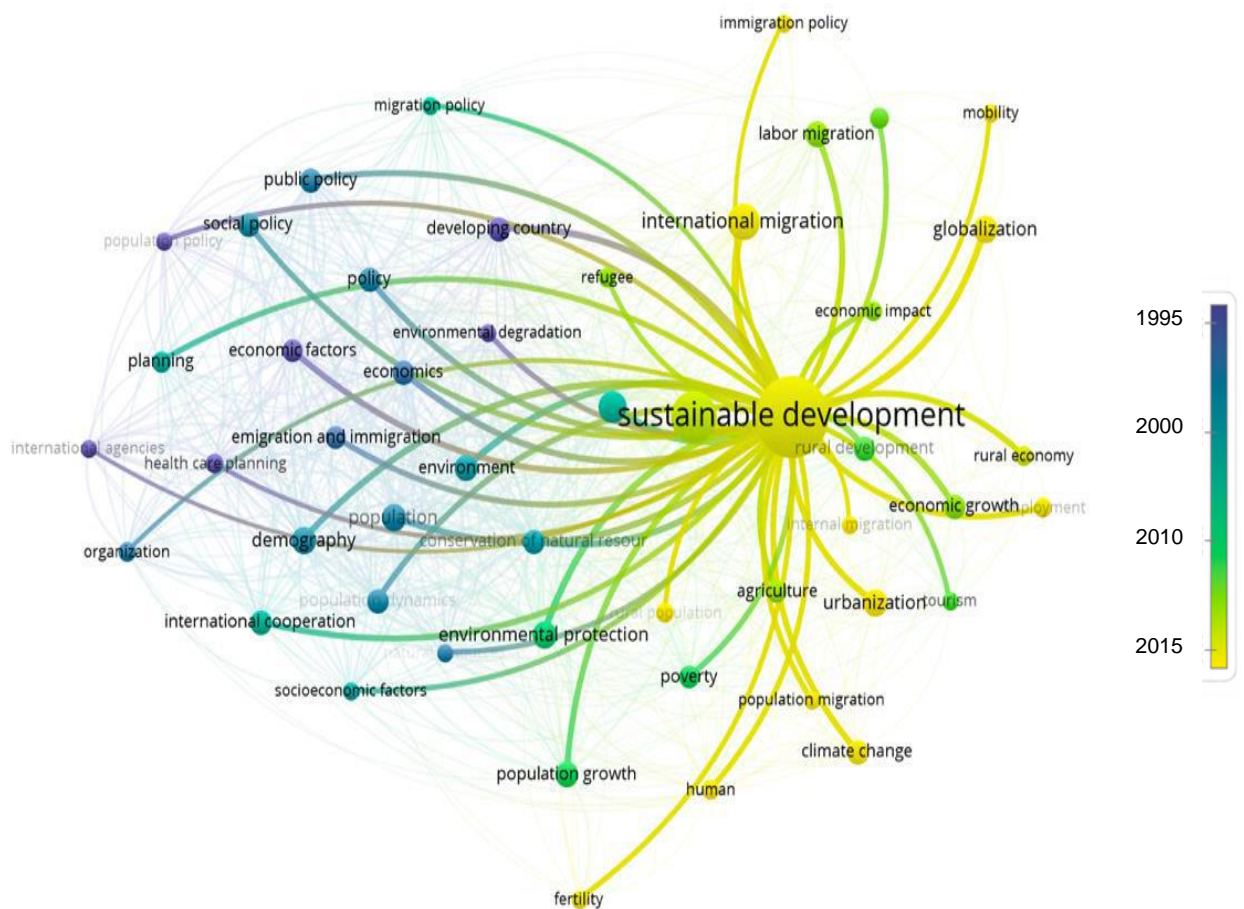 immigration policy
migration policy
mobility
labor migration
public policy
social policy
international migration
developing country
globalization
population policy
policy
refugee
economic impact
environmental degradation
economic factors
planning
economics
sustainable development
emigration and immigration
international agencies
rural development
rural economy
health care planning
environment
economic growth
ployment
population
internal migration
demography
conservation of natural resour
organization
agriculture
urbanization
tourism
population dynamics
rural population
international cooperation
environmental protection
poverty
socioeconomic factors
population migration
climate change
population growth
human
fertility
1995
2000
2010
2015